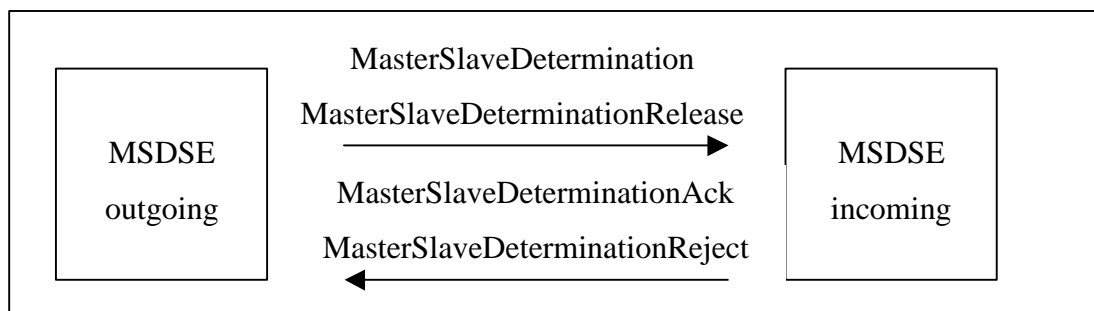 MasterSlaveDetermination
MasterSlaveDeterminationRelease
MSDSE
outgoing
MSDSE
incoming
MasterSlaveDeterminationAck
MasterSlaveDeterminationReject